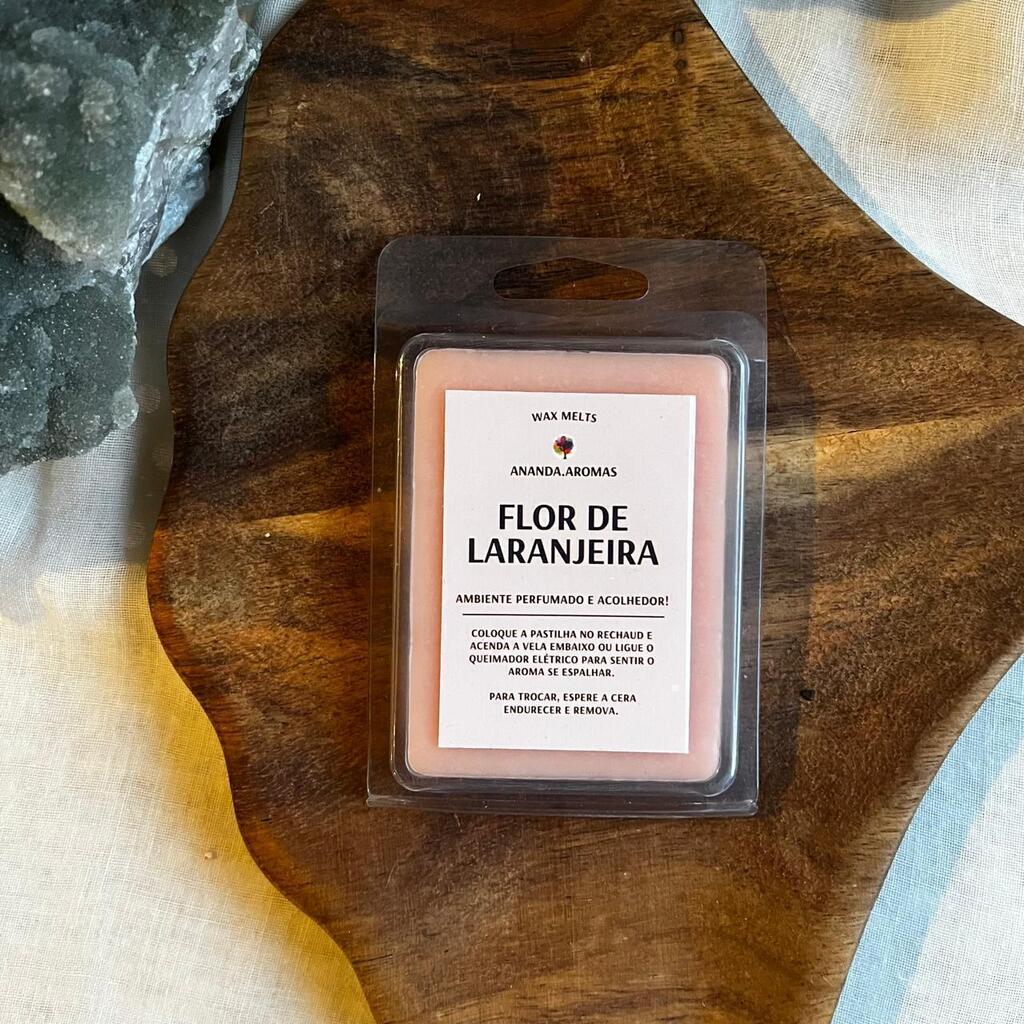 WAX MELTS
ANANDA.AROMAS
FLOR DE
LARANJEIRA
AMBIENTE PERFUMADO E ACOLHEDOR!
COLOQUE A PASTILHA NO RECHAUD E
ACENDA A VELA EMBAIXO OU LIGUE O
QUEIMADOR ELÉTRICO PARA SENTIR O
AROMA SE ESPALHAR.
PARA TROCAR, ESPERE A CERA
ENDURECER E REMOVA.